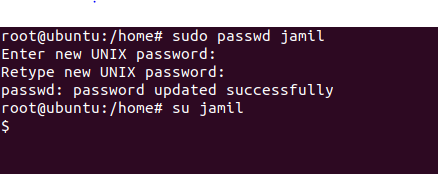 root@ubuntu:/home# sudo passwd jamil
Enter new UNIX password:
Retype new UNIX password:
passwd: password updated successfully
root@ubuntu:/home# su jamil
$